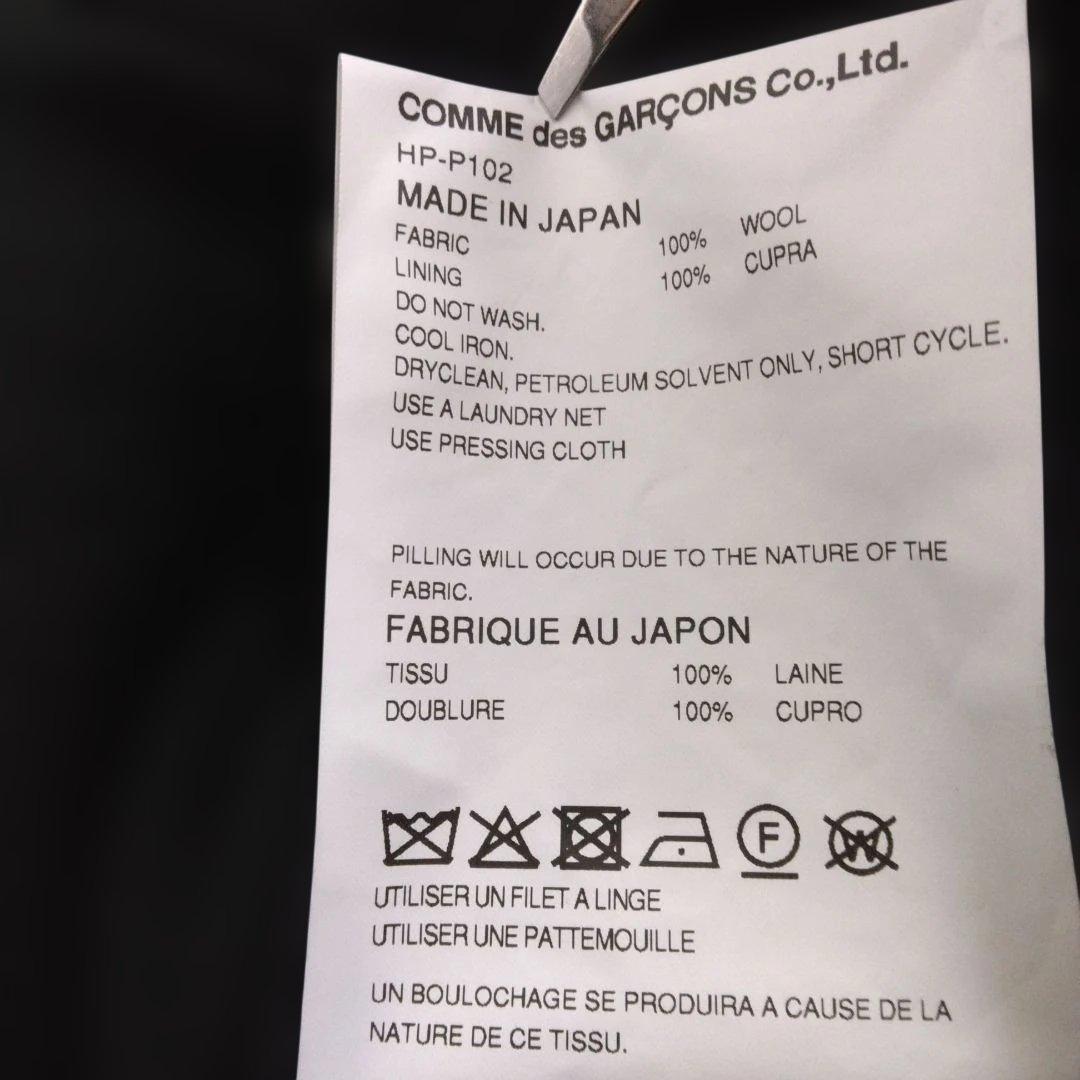 COMME des GARÇONS Co.,Ltd.
HP-P102
MADE IN JAPAN
FABRIC 100% WOOL
LINING 100% CUPRA
DO NOT WASH.
COOL IRON.
DRYCLEAN, PETROLEUM SOLVENT ONLY, SHORT CYCLE.
USE A LAUNDRY NET
USE PRESSING CLOTH
PILLING WILL OCCUR DUE TO THE NATURE OF THE
FABRIC.
FABRIQUE AU JAPON
TISSU 100% LAINE
DOUBLURE 100% CUPRO
F W
UTILISER UN FILET A LINGE
UTILISER UNE PATTEMOUILLE
UN BOULOCHAGE SE PRODUIRA A CAUSE DE LA
NATURE DE CE TISSU.